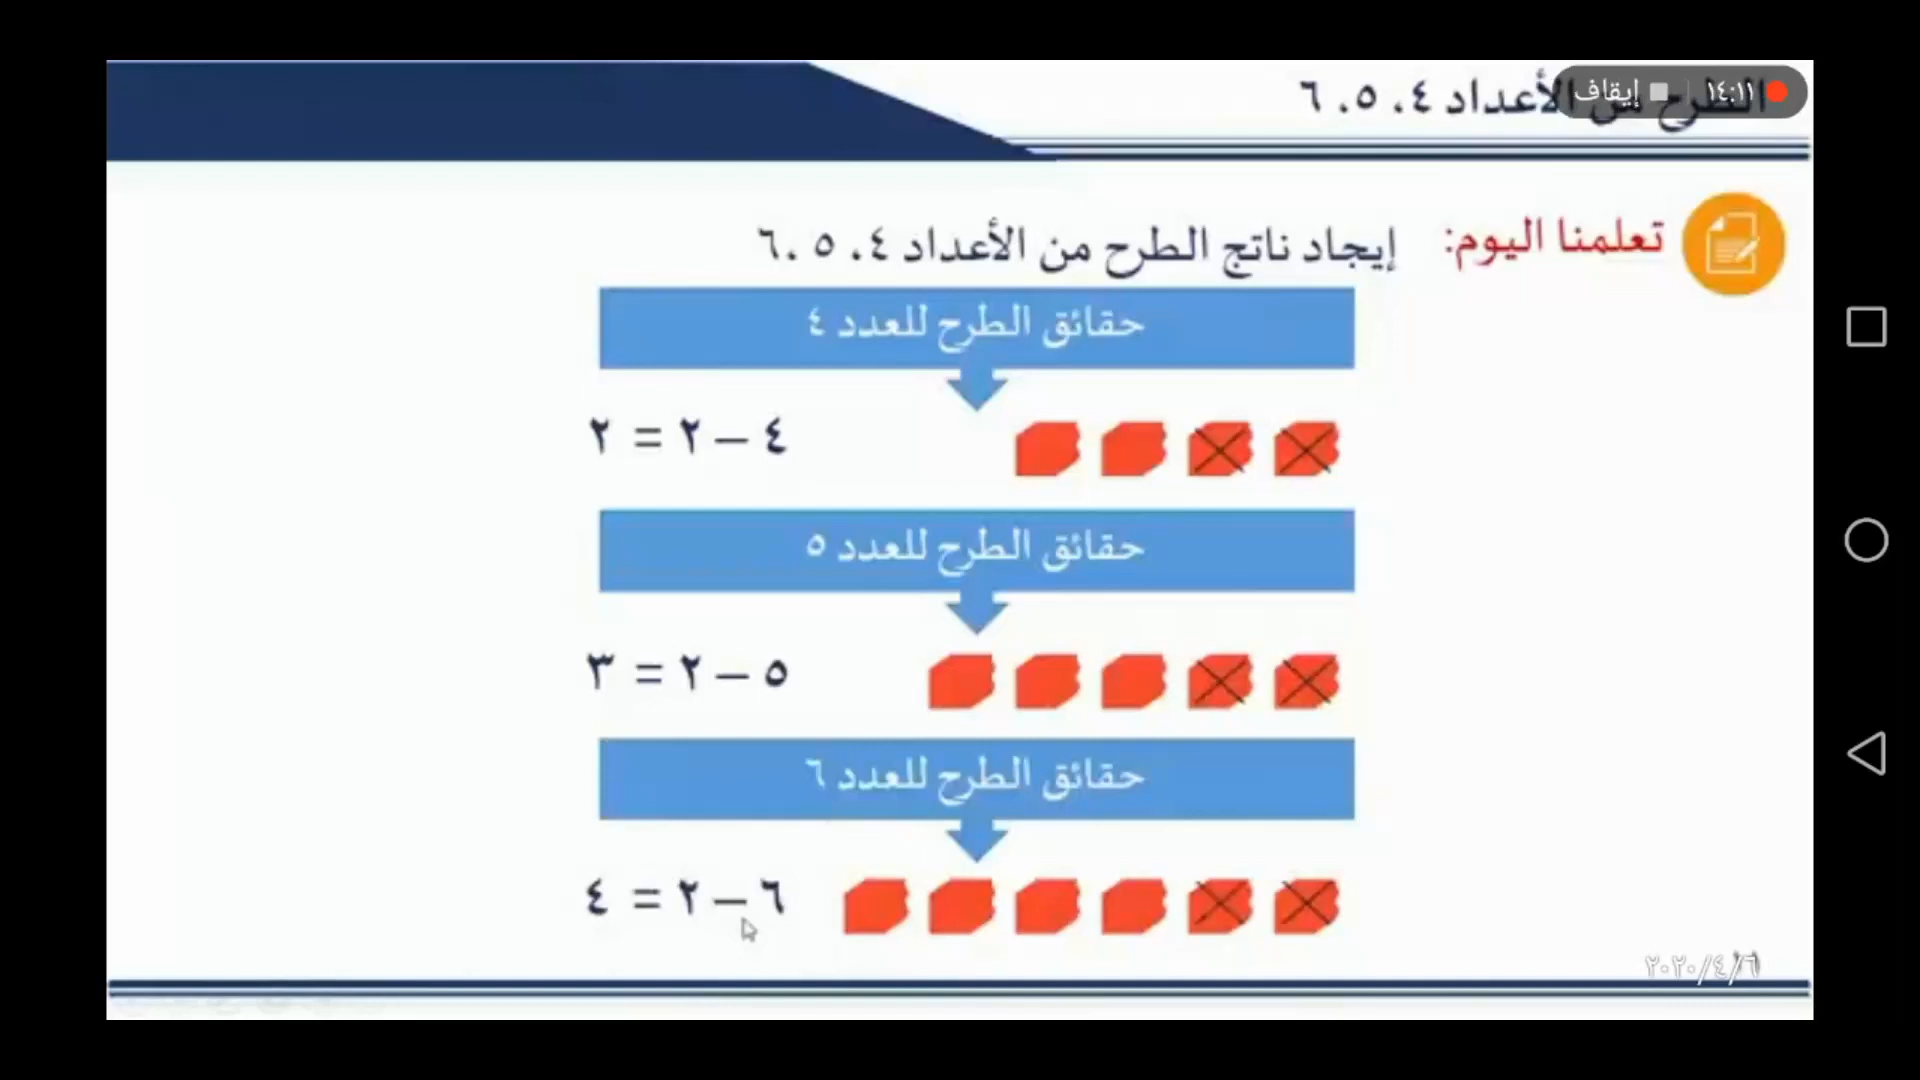 الطرح من الأعداد ٤، ٥، ٦
١٤:١١ إيقاف
تعلمنا اليوم: إيجاد ناتج الطرح من الأعداد ٤، ٥، ٦
حقائق الطرح للعدد ٤
٤ – ٢ = ٢
حقائق الطرح للعدد ٥
٥ – ٢ = ٣
حقائق الطرح للعدد ٦
٦ – ٢ = ٤
٢٠٢٠/٤/٦